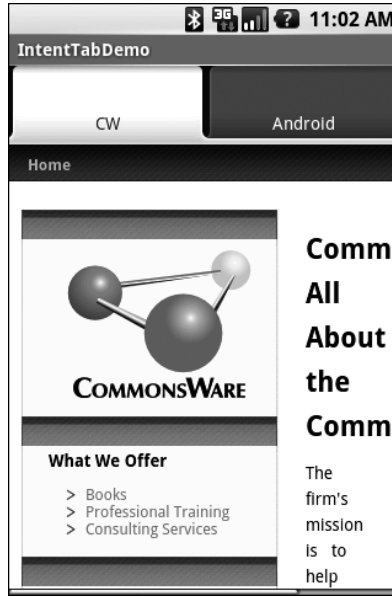 3G 11:02 AM
IntentTabDemo
CW Android
Home
COMMONSWARE
What We Offer
> Books
> Professional Training
> Consulting Services
Comm
All
About
the
Comm
The
firm's
mission
is to
help